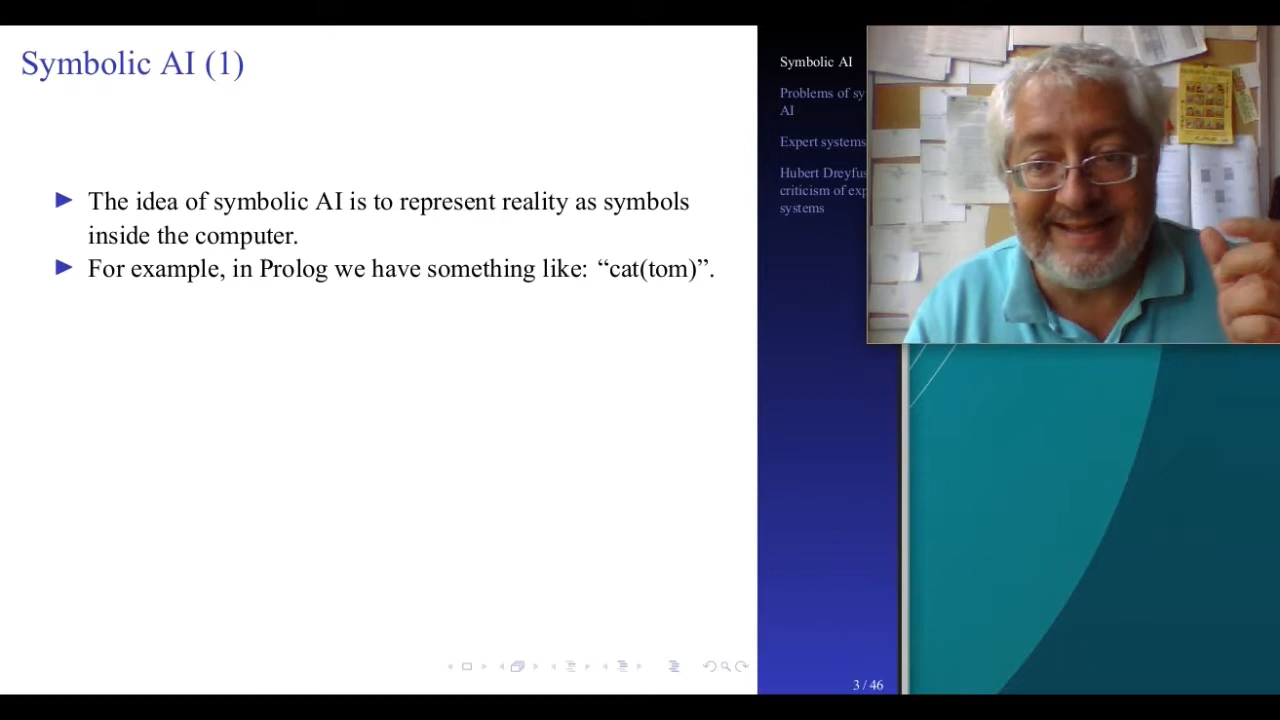 Symbolic AI (1)
The idea of symbolic AI is to represent reality as symbols
inside the computer.
For example, in Prolog we have something like: “cat(tom)”.
Symbolic AI
Problems of sy
AI
Expert systems
Hubert Dreyfus
criticism of exp
systems
3 / 46